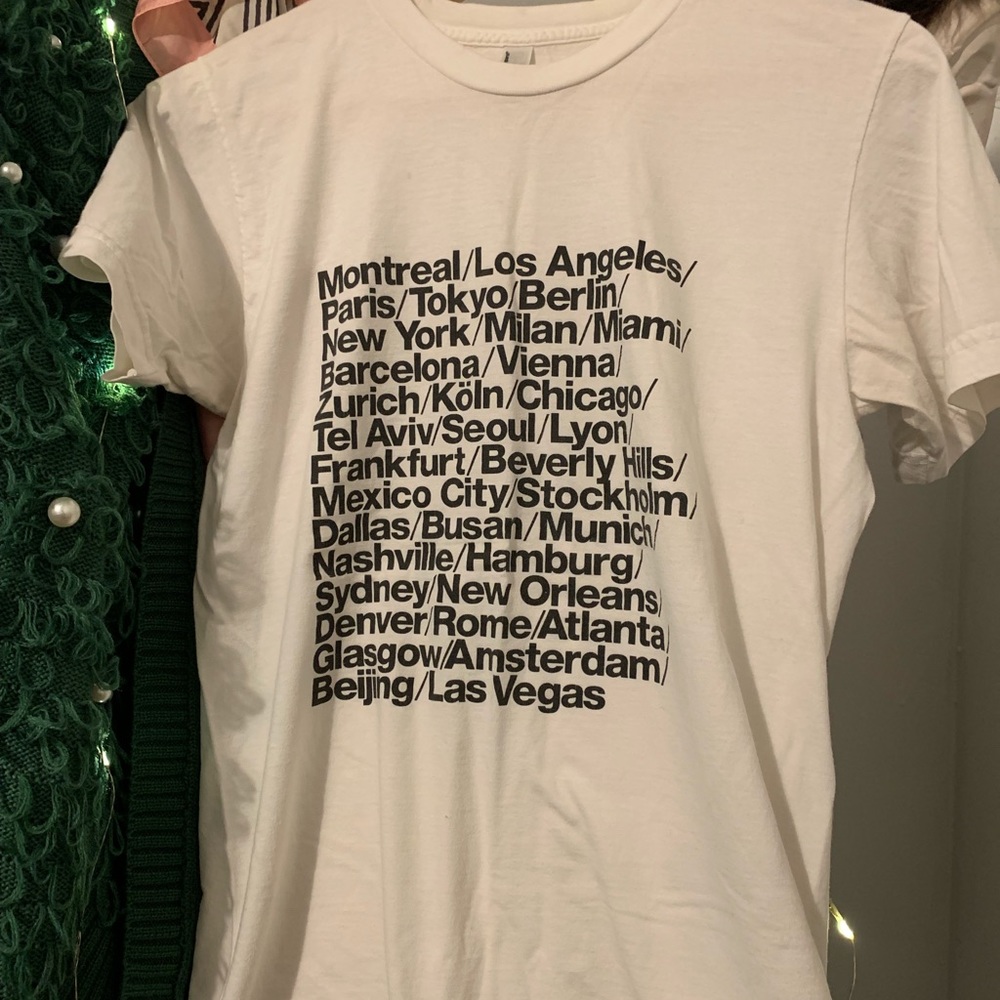 Montreal/Los Angeles/
Paris/Tokyo/Berlin/
New York/Milan/Miami/
Barcelona/Vienna/
Zurich/Köln/Chicago/
Tel Aviv/Seoul/Lyon/
Frankfurt/Beverly Hills/
Mexico City/Stockholm/
Dallas/Busan/Munich/
Nashville/Hamburg/
Sydney/New Orleans/
Denver/Rome/Atlanta/
Glasgow/Amsterdam/
Beijing/Las Vegas